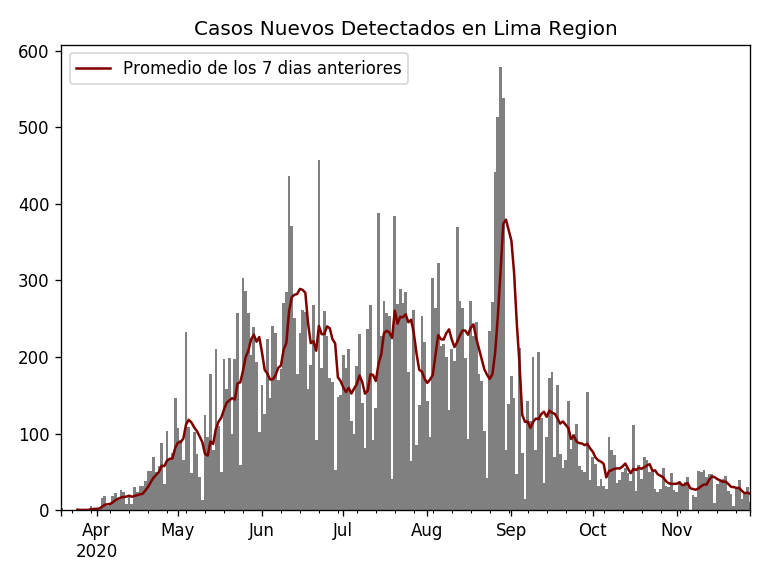 Casos Nuevos Detectados en Lima Region
Promedio de los 7 dias anteriores
600
500
400
300
200
100
0
Apr May Jun Jul Aug Sep Oct Nov
2020